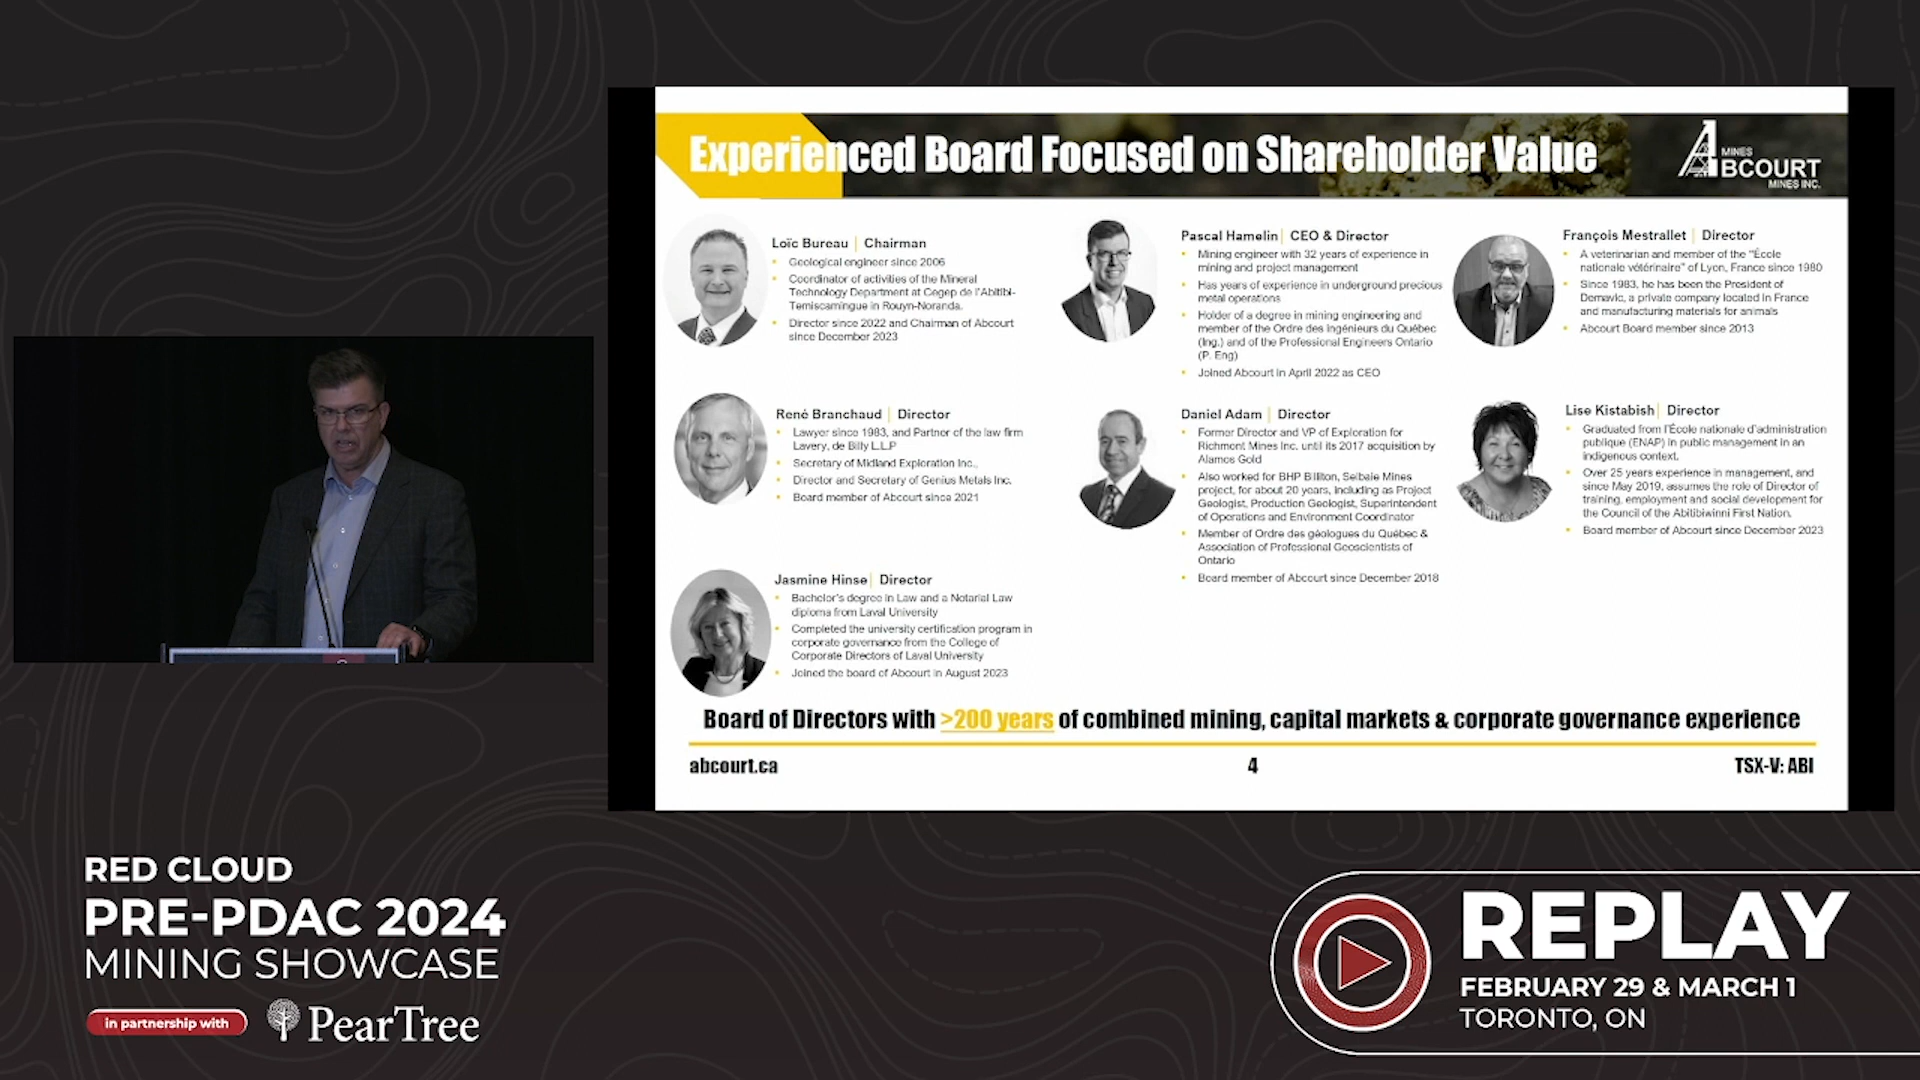 Experienced Board Focused on Shareholder Value
MINES
ABCOURT
MINES INC.
Loïc Bureau | Chairman
Geological engineer since 2006
Coordinator of activities of the Mineral
Technology Department at Cegep de l'Abitibi-
Temiscamingue in Rouyn-Noranda.
Director since 2022 and Chairman of Abcourt
since December 2023
Pascal Hamelin | CEO & Director
Mining engineer with 32 years of experience in
mining and project management
Has years of experience in underground precious
metal operations
Holder of a degree in mining engineering and
member of the Ordre des ingénieurs du Québec
(Ing.) and of the Professional Engineers Ontario
(P. Eng)
Joined Abcourt in April 2022 as CEO
François Mestrallet | Director
A veterinarian and member of the "École
nationale vétérinaire" of Lyon, France since 1980
Since 1983, he has been the President of
Demavic, a private company located in France
and manufacturing materials for animals
Abcourt Board member since 2013
René Branchaud | Director
Lawyer since 1983, and Partner of the law firm
Lavery, de Billy L.L.P
Secretary of Midland Exploration Inc.,
Director and Secretary of Genius Metals Inc.
Board member of Abcourt since 2021
Daniel Adam | Director
Former Director and VP of Exploration for
Richmont Mines Inc. until its 2017 acquisition by
Alamos Gold
Also worked for BHP Billiton, Selbaie Mines
project, for about 20 years, including as Project
Geologist, Production Geologist, Superintendent
of Operations and Environment Coordinator
Member of Ordre des géologues du Québec &
Association of Professional Geoscientists of
Ontario
Board member of Abcourt since December 2018
Lise Kistabish | Director
Graduated from l'École nationale d'administration
publique (ENAP) in public management in an
indigenous context.
Over 25 years experience in management, and
since May 2019, assumes the role of Director of
training, employment and social development for
the Council of the Abitibiwinni First Nation.
Board member of Abcourt since December 2023
Jasmine Hinse | Director
Bachelor's degree in Law and a Notarial Law
diploma from Laval University
Completed the university certification program in
corporate governance from the College of
Corporate Directors of Laval University
Joined the board of Abcourt in August 2023
Board of Directors with >200 years of combined mining, capital markets & corporate governance experience
abcourt.ca
4
TSX-V: ABI
RED CLOUD
PRE-PDAC 2024
MINING SHOWCASE
in partnership with
PearTree
REPLAY
FEBRUARY 29 & MARCH 1
TORONTO, ON